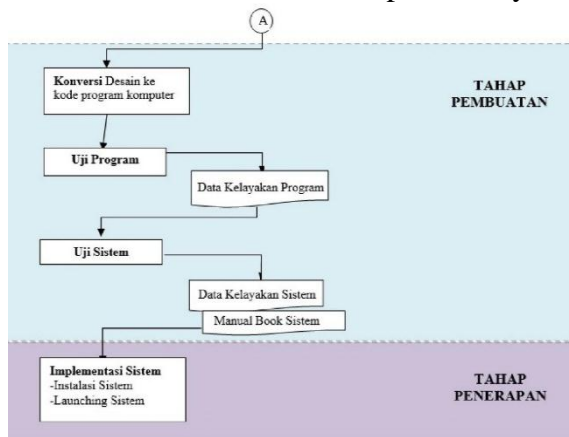 A
Konversi Desain ke
kode program komputer
TAHAP
PEMBUATAN
Uji Program
Data Kelayakan Program
Uji Sistem
Data Kelayakan Sistem
Manual Book Sistem
Implementasi Sistem
-Instalasi Sistem
-Launching Sistem
TAHAP
PENERAPAN